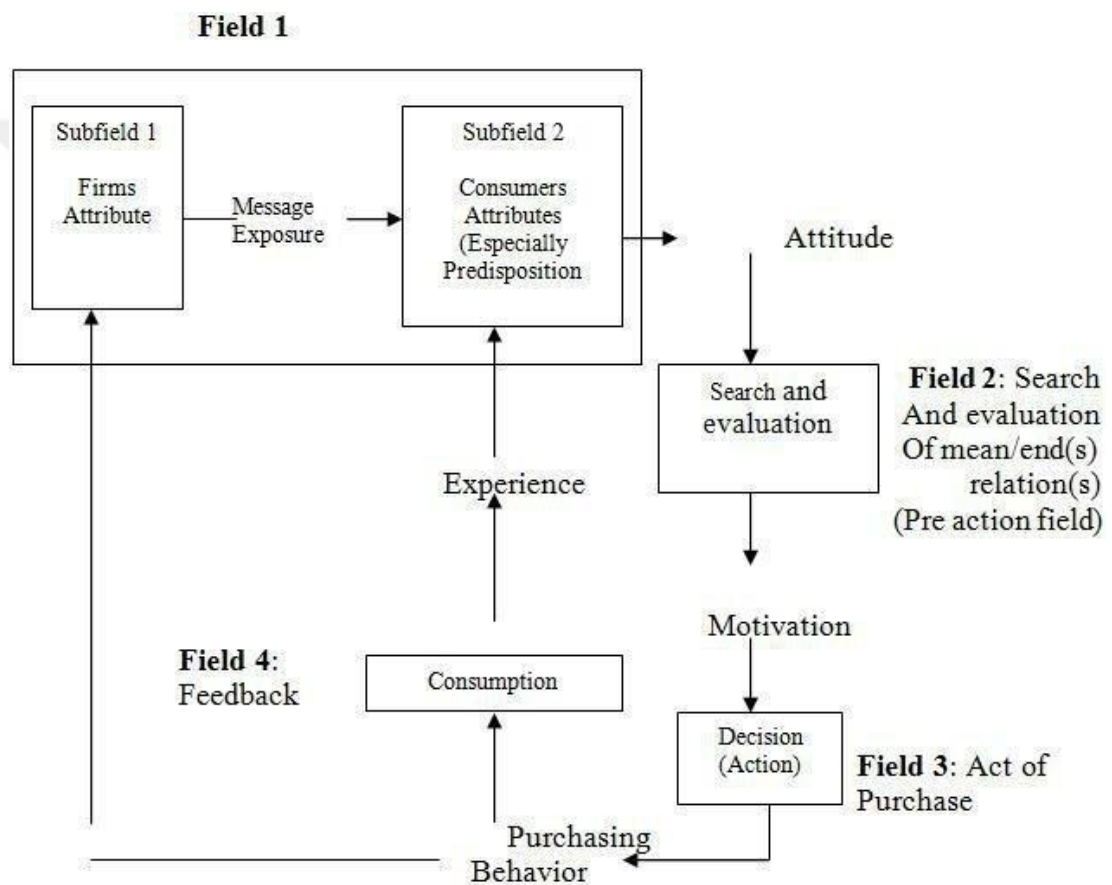 Field 1
Subfield 1
Firms
Attribute
Message
Exposure
Subfield 2
Consumers
Attributes
(Especially
Predisposition
Attitude
Search and
evaluation
Field 2: Search
And evaluation
Of mean/end(s)
relation(s)
(Pre action field)
Experience
Motivation
Field 4:
Feedback
Consumption
Decision
(Action)
Field 3: Act of
Purchase
Purchasing
Behavior